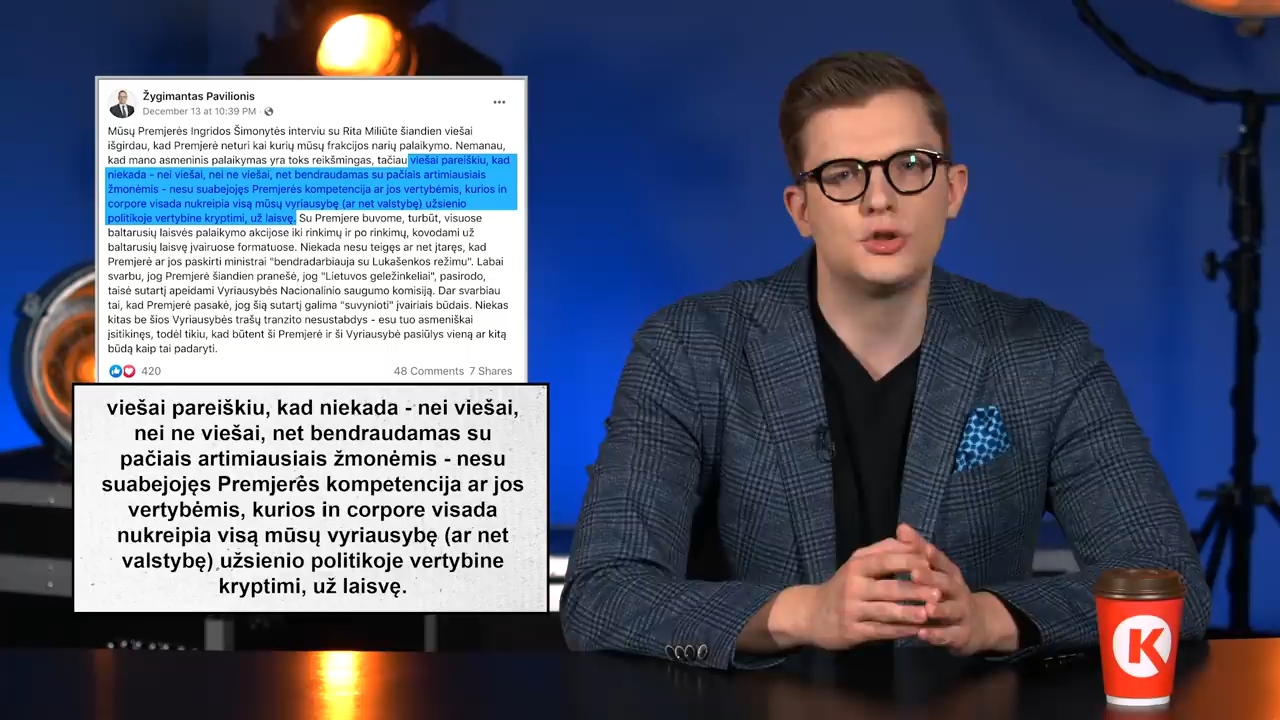 Žygimantas Pavilionis
December 13 at 10:39 PM ·
Mūsų Premjerės Ingridos Šimonytės interviu su Rita Miliūte šiandien viešai
išgirdau, kad Premjerė neturi kai kurių mūsų frakcijos narių palaikymo. Nemanau,
kad mano asmeninis palaikymas yra toks reikšmingas, tačiau viešai pareiškiu, kad
niekada - nei viešai, nei ne viešai, net bendraudamas su pačiais artimiausiais
žmonėmis - nesu suabejojęs Premjerės kompetencija ar jos vertybėmis, kurios in
corpore visada nukreipia visą mūsų vyriausybę (ar net valstybę) užsienio
politikoje vertybine kryptimi, už laisvę. Su Premjere buvome, turbūt, visuose
baltarusių laisvės palaikymo akcijose iki rinkimų ir po rinkimų, kovodami už
baltarusių laisvę įvairuose formatuose. Niekada nesu teigęs ar net įtaręs, kad
Premjerė ar jos paskirti ministrai "bendradarbiauja su Lukašenkos režimu". Labai
svarbu, jog Premjerė šiandien pranešė, jog "Lietuvos geležinkeliai", pasirodo,
taisė sutartį apeidami Vyriausybės Nacionalinio saugumo komisiją. Dar svarbiau
tai, kad Premjerė pasakė, jog šią sutartį galima "suvynioti" įvairiais būdais. Niekas
kitas be šios Vyriausybės trašų tranzito nesustabdys - esu tuo asmeniškai
įsitikinęs, todėl tikiu, kad būtent ši Premjerė ir ši Vyriausybė pasiūlys vieną ar kitą
būdą kaip tai padaryti.
420 48 Comments 7 Shares
viešai pareiškiu, kad niekada - nei viešai,
nei ne viešai, net bendraudamas su
pačiais artimiausiais žmonėmis - nesu
suabejojęs Premjerės kompetencija ar jos
vertybėmis, kurios in corpore visada
nukreipia visą mūsų vyriausybę (ar net
valstybę) užsienio politikoje vertybine
kryptimi, už laisvę.
K